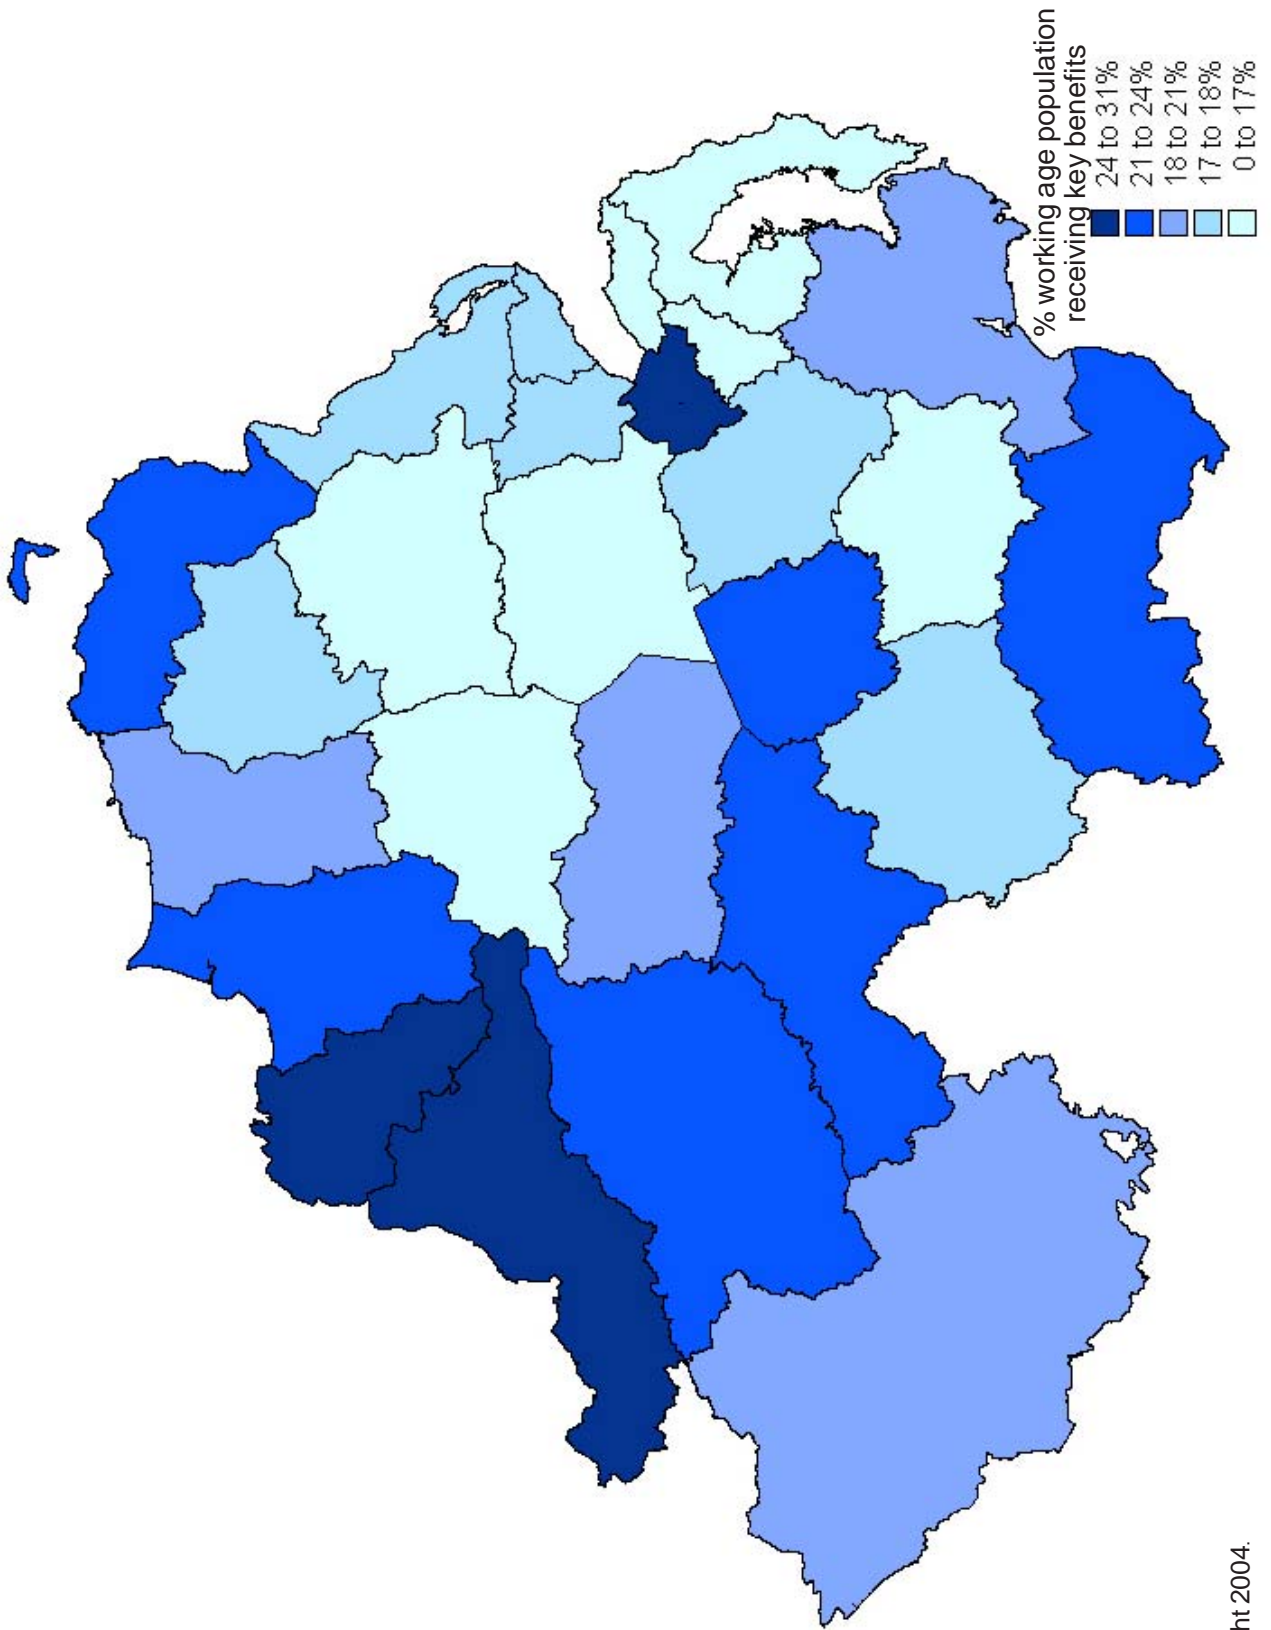 % working age population
receiving key benefits
24 to 31%
21 to 24%
18 to 21%
17 to 18%
0 to 17%
ht 2004.